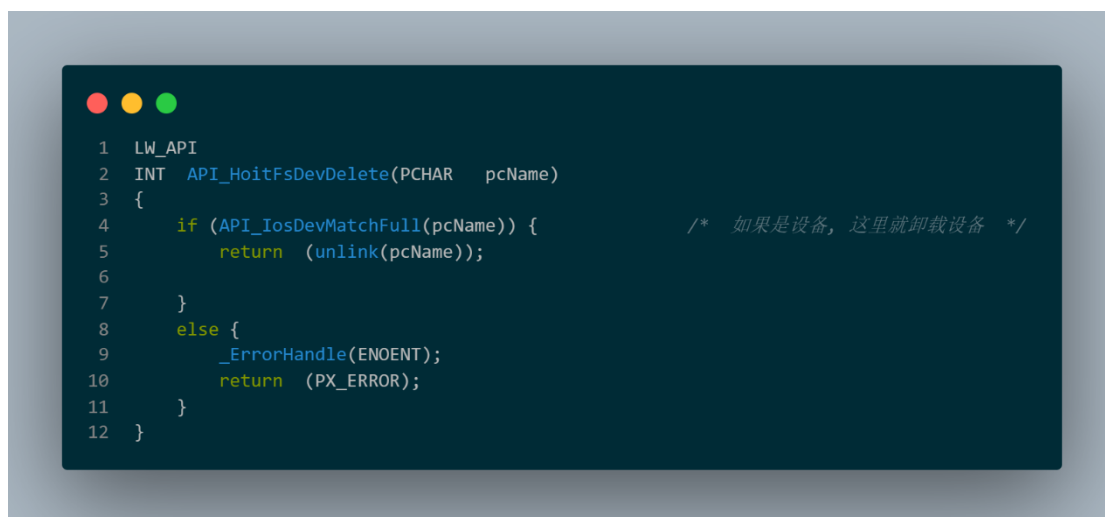 1 LW_API
2 INT  API_HoitFsDevDelete(PCHAR   pcName)
3 {
4     if (API_IosDevMatchFull(pcName)) {              /*  如果是设备, 这里就卸载设备  */
5         return  (unlink(pcName));
6
7     }
8     else {
9         _ErrorHandle(ENOENT);
10         return  (PX_ERROR);
11     }
12 }